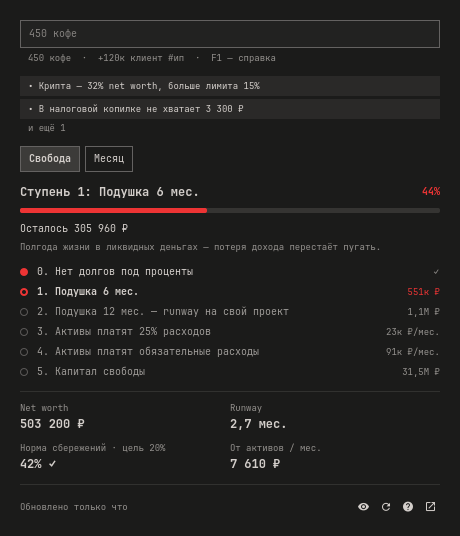 450 кофе
450 кофе · +120к клиент #ип · F1 — справка
• Крипта — 32% net worth, больше лимита 15%
• В налоговой копилке не хватает 3 300 ₽
и ещё 1
Свобода Месяц
Ступень 1: Подушка 6 мес. 44%
Осталось 305 960 ₽
Полгода жизни в ликвидных деньгах — потеря дохода перестаёт пугать.
0. Нет долгов под проценты ✓
1. Подушка 6 мес. 551к ₽
2. Подушка 12 мес. — runway на свой проект 1,1М ₽
3. Активы платят 25% расходов 23к ₽/мес.
4. Активы платят обязательные расходы 91к ₽/мес.
5. Капитал свободы 31,5М ₽
Net worth Runway
503 200 ₽ 2,7 мес.
Норма сбережений · цель 20% От активов / мес.
42% ✓ 7 610 ₽
Обновлено только что